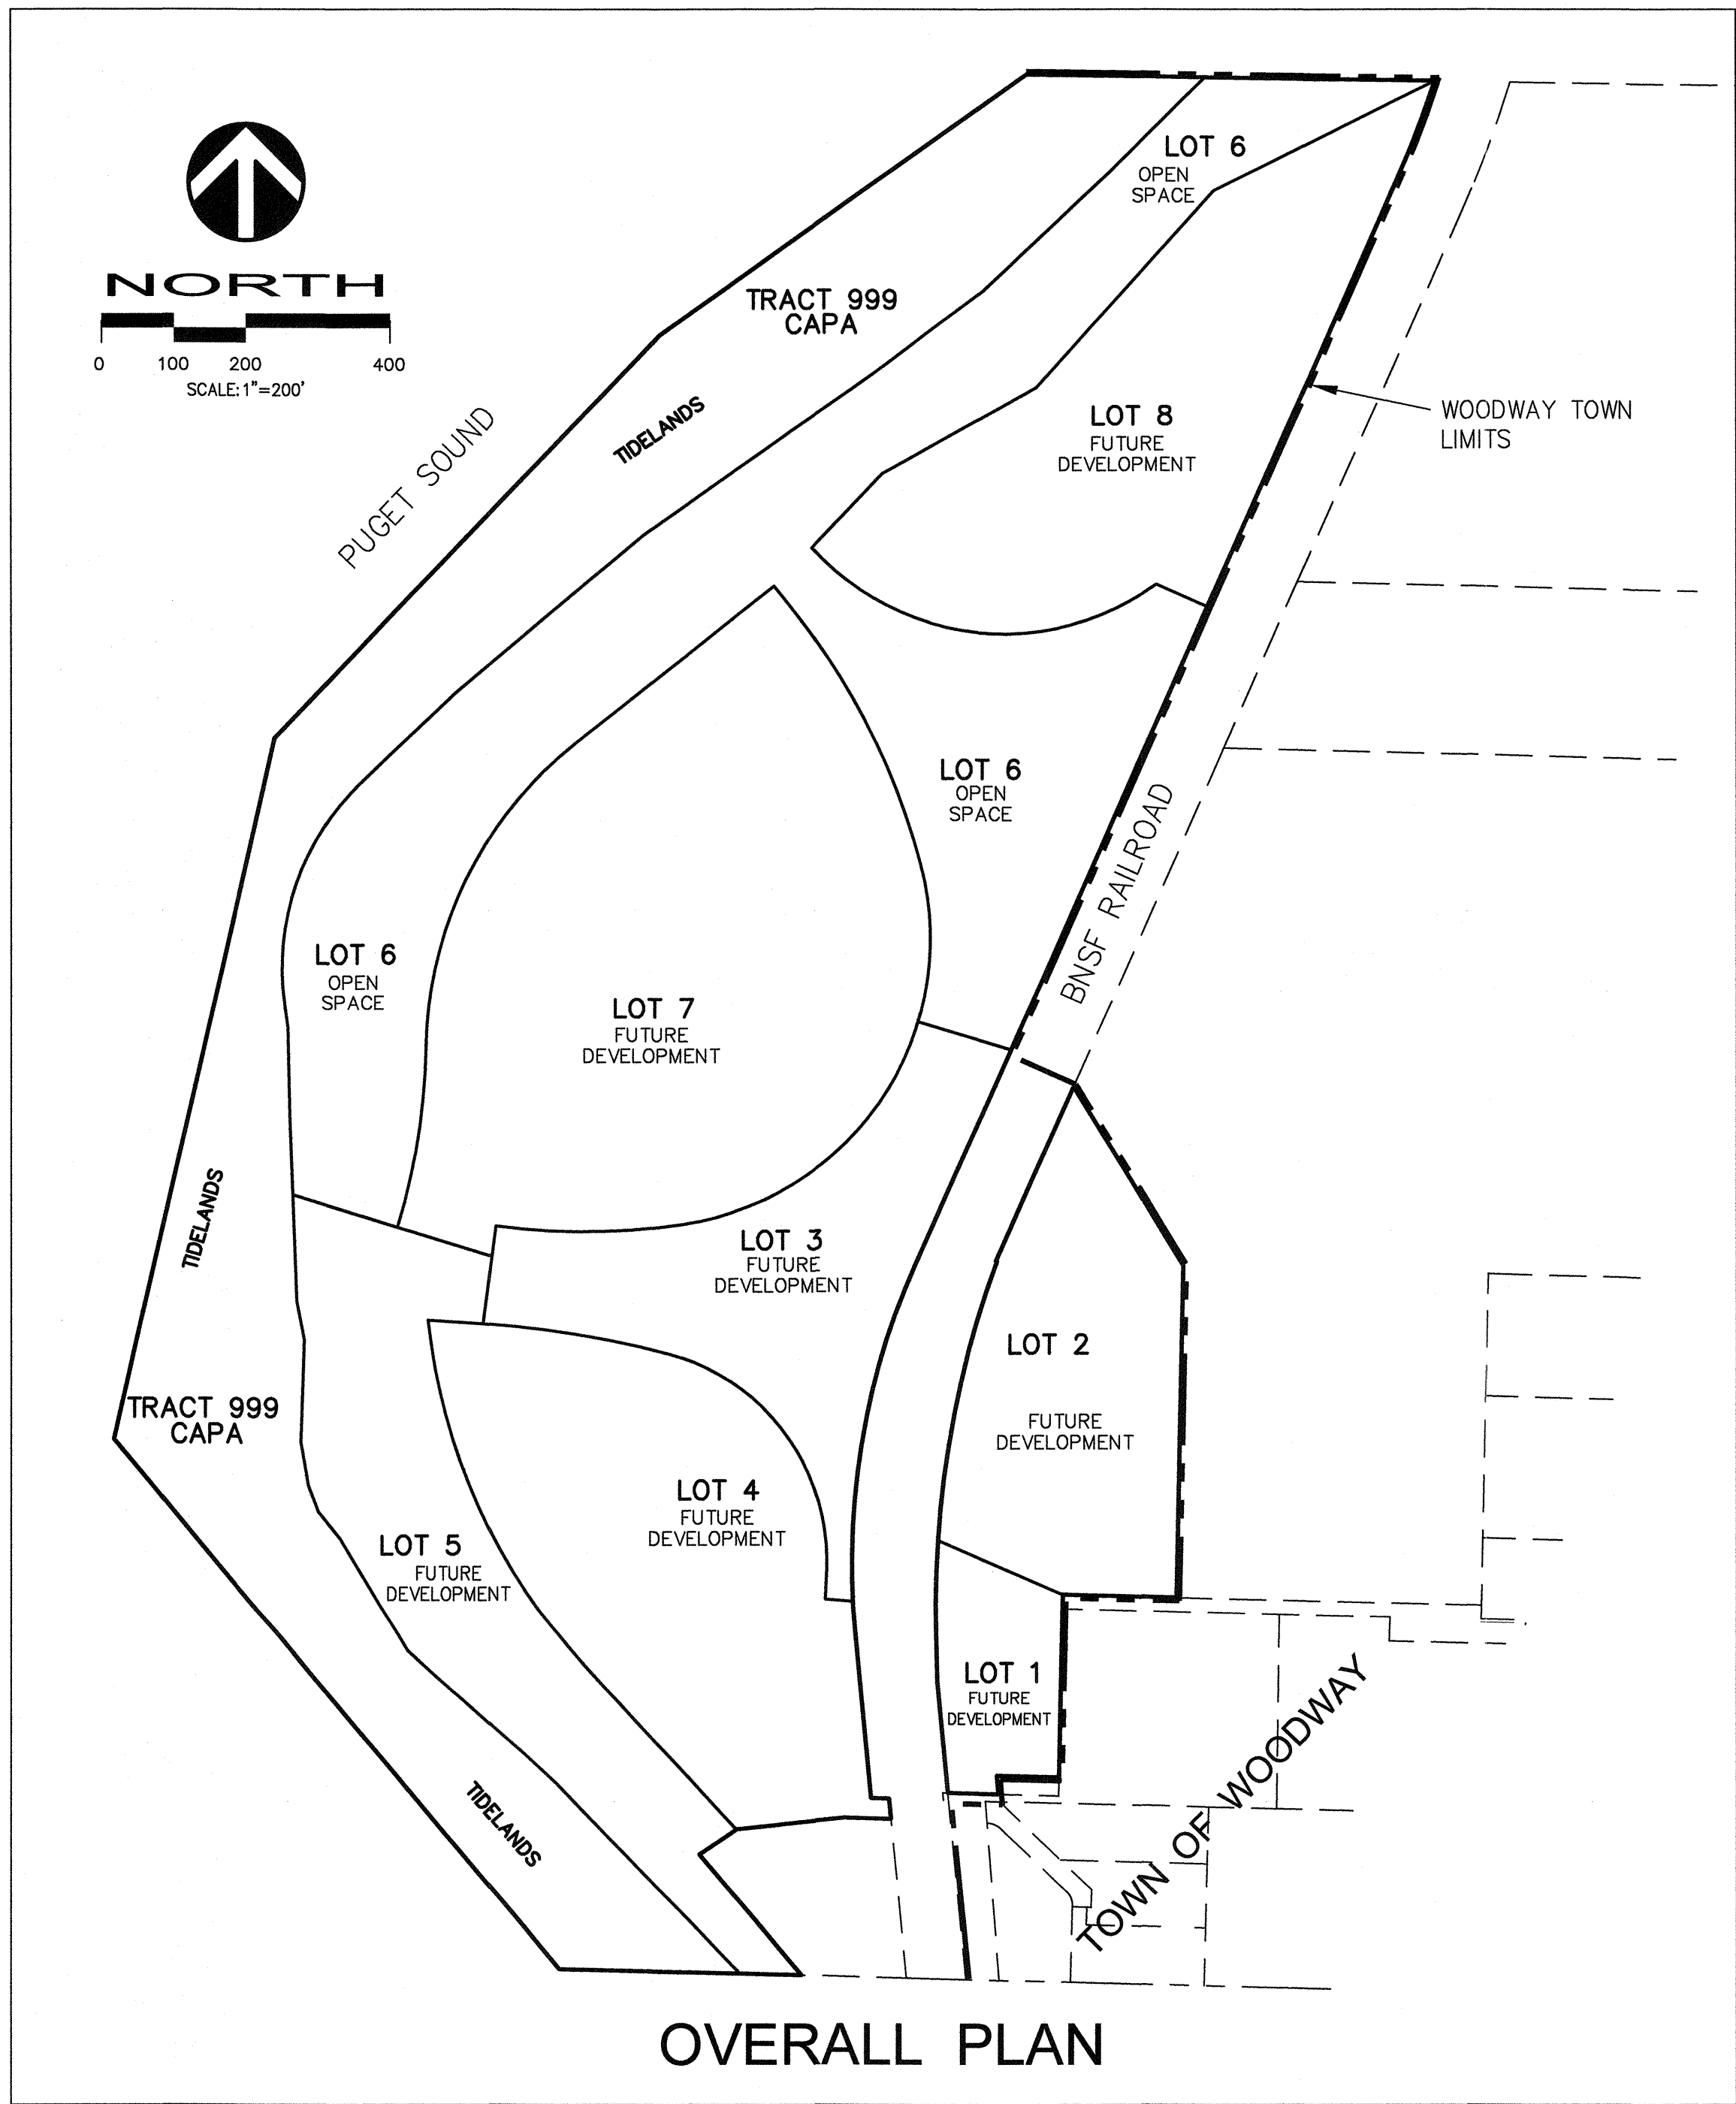 LOT 6
OPEN
SPACE
NORTH
TRACT 999
CAPA
0 100 200 400
SCALE: 1"=200'
TIDELANDS
PUGET SOUND
LOT 8
FUTURE
DEVELOPMENT
WOODWAY TOWN
LIMITS
LOT 6
OPEN
SPACE
BNSF RAILROAD
LOT 6
OPEN
SPACE
LOT 7
FUTURE
DEVELOPMENT
TIDELANDS
LOT 3
FUTURE
DEVELOPMENT
LOT 2
FUTURE
DEVELOPMENT
TRACT 999
CAPA
LOT 4
FUTURE
DEVELOPMENT
LOT 5
FUTURE
DEVELOPMENT
LOT 1
FUTURE
DEVELOPMENT
TOWN OF WOODWAY
TIDELANDS
OVERALL PLAN